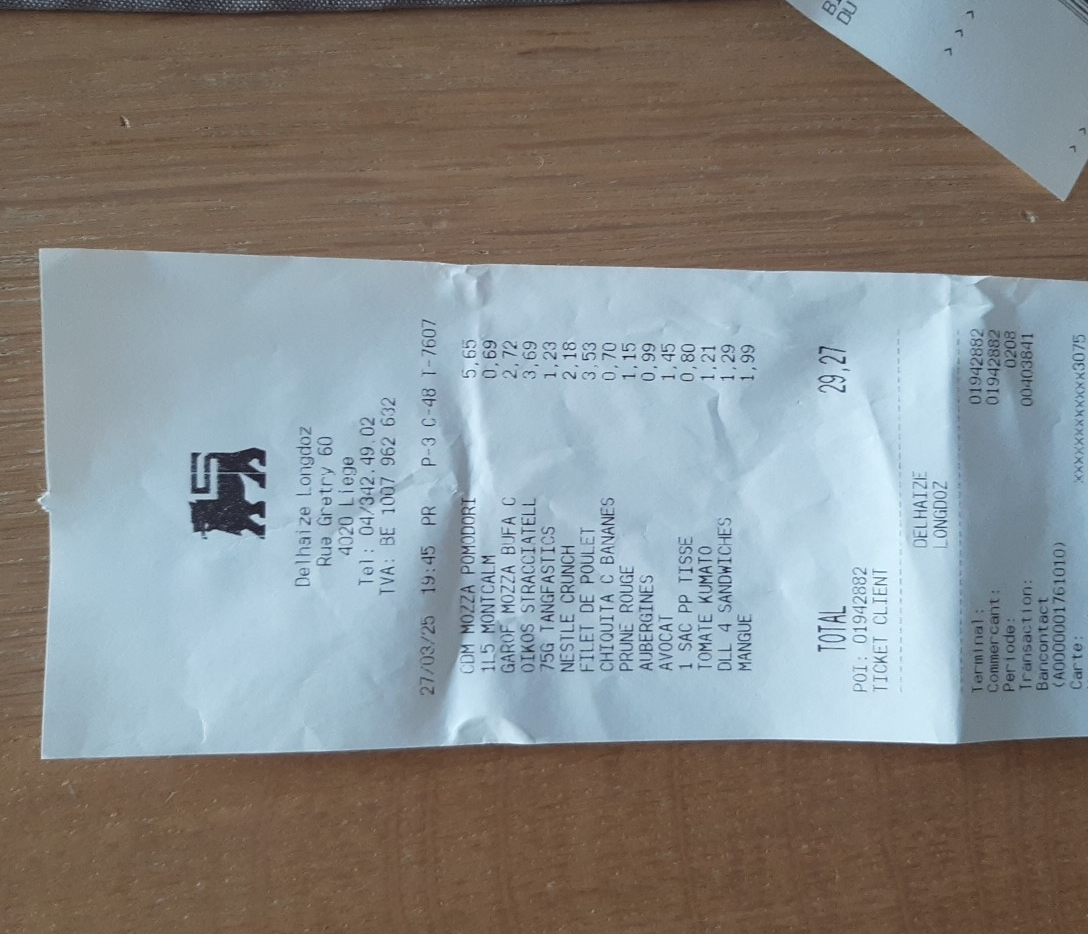 Delhaize Longdoz
Rue Gretry 60
4020 Liege
Tel: 04/342.49.02
TVA: BE 1007 962 632
27/03/25 19:45 PR P-3 C-48 T-7607
CDM MOZZA POMODORI 5,65
1L5 MONTCALM 0,69
GAROF MOZZA BUFA C 2,72
OIKOS STRACCIATELL 3,69
75G TANGFASTICS 1,23
NESTLE CRUNCH 2,18
FILET DE POULET 3,53
CHIQUITA C BANANES 0,70
PRUNE ROUGE 1,15
AUBERGINES 0,99
AVOCAT 1,45
1 SAC PP TISSE 0,80
TOMATE KUMATO 1,21
DLL 4 SANDWICHES 1,29
MANGUE 1,99
TOTAL 29,27
POI: 01942882
TICKET CLIENT
DELHAIZE
LONGDOZ
Terminal: 01942882
Commercant: 01942882
Periode: 0208
Transaction: 00403841
Bancontact
(A0000001761010)
Carte: xxxxxxxxxxxxx3075
DU